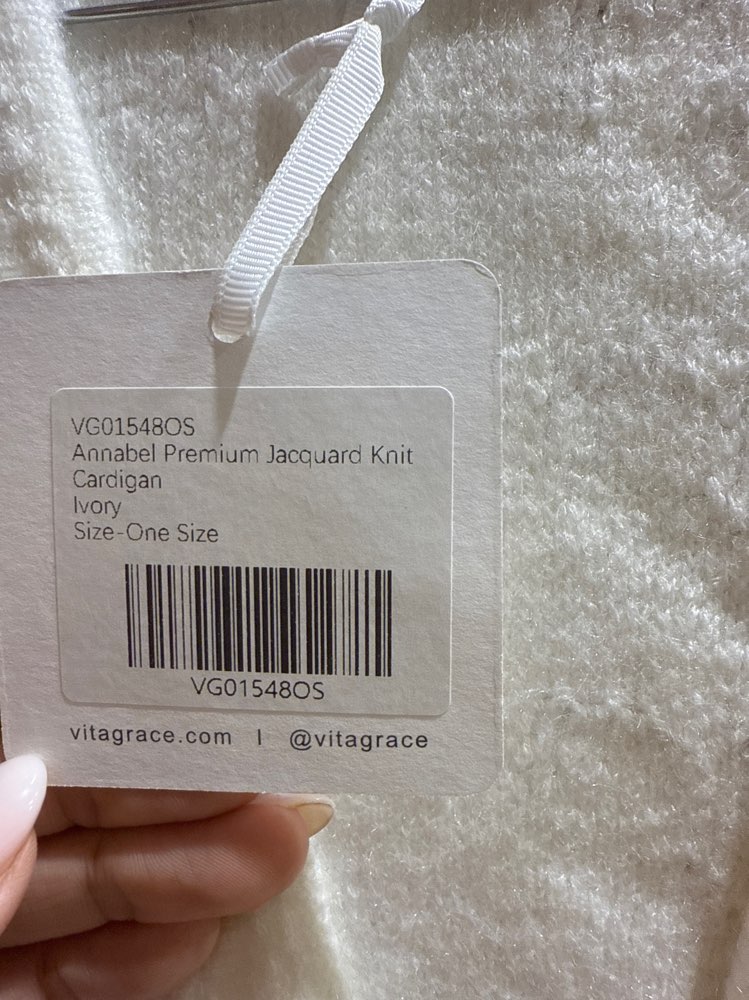 VG01548OS
Annabel Premium Jacquard Knit
Cardigan
Ivory
Size-One Size
VG01548OS
vitagrace.com | @vitagrace